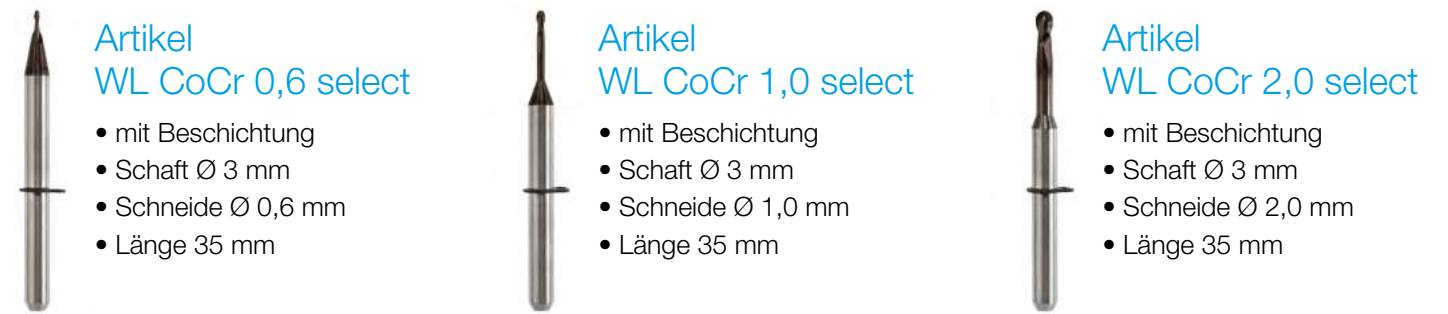 Artikel
WL CoCr 0,6 select
• mit Beschichtung
• Schaft Ø 3 mm
• Schneide Ø 0,6 mm
• Länge 35 mm
Artikel
WL CoCr 1,0 select
• mit Beschichtung
• Schaft Ø 3 mm
• Schneide Ø 1,0 mm
• Länge 35 mm
Artikel
WL CoCr 2,0 select
• mit Beschichtung
• Schaft Ø 3 mm
• Schneide Ø 2,0 mm
• Länge 35 mm